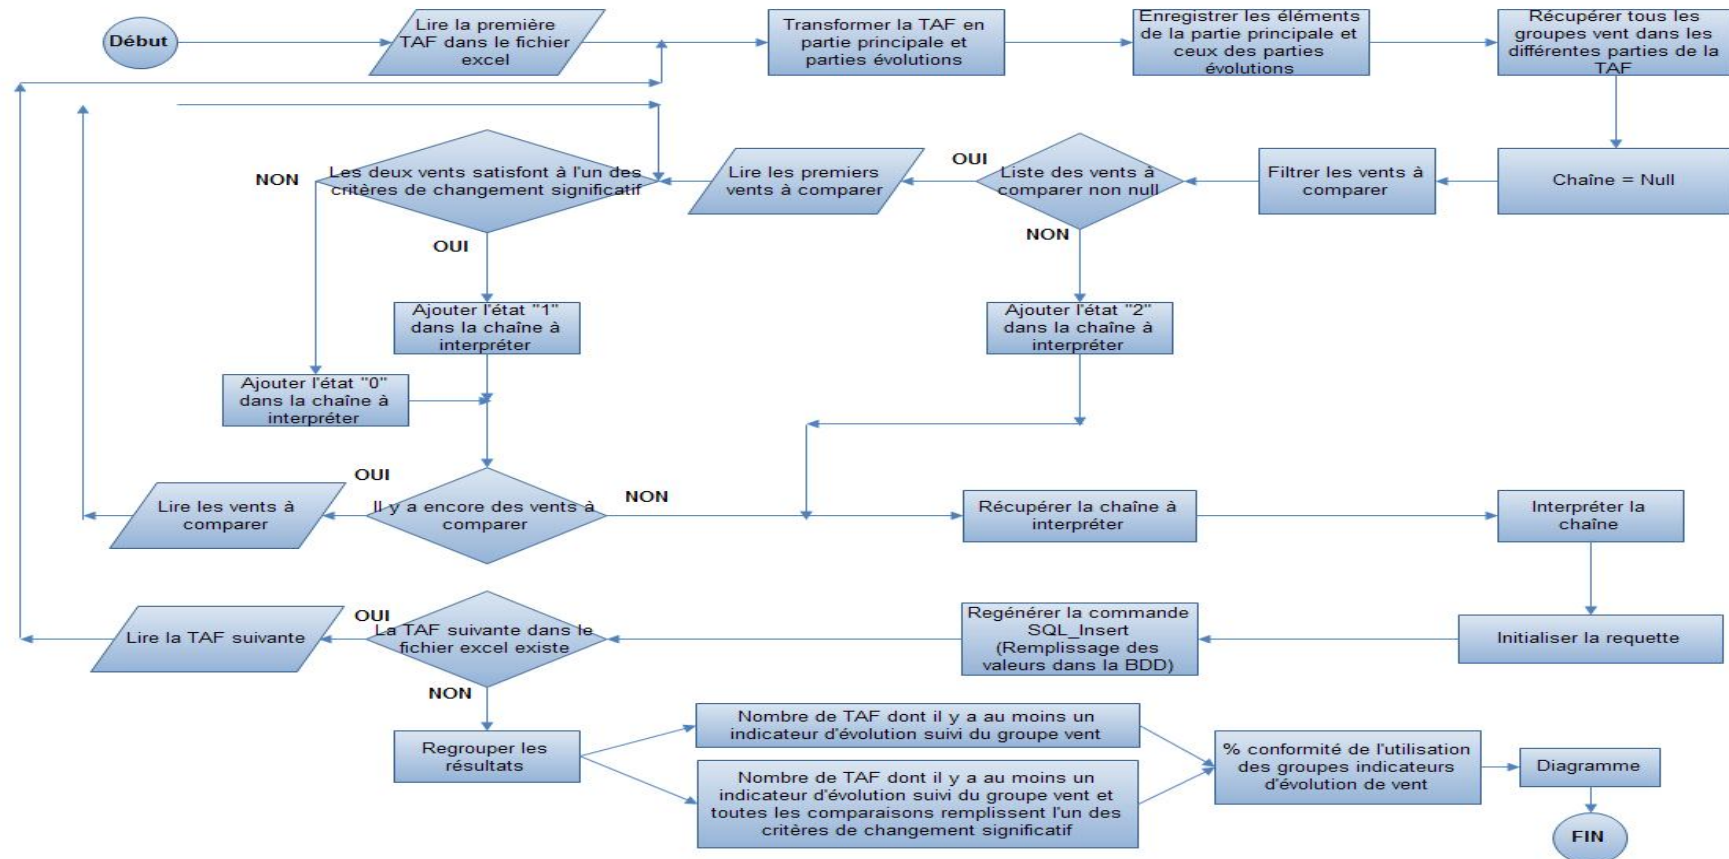 Début
Lire la première
TAF dans le fichier
excel
Transformer la TAF en
partie principale et
parties évolutions
Enregistrer les éléments
de la partie principale et
ceux des parties
évolutions
Récupérer tous les
groupes vent dans les
différentes parties de la
TAF
NON
Les deux vents satisfont à l'un des
critères de changement significatif
OUI
Lire les premiers
vents à comparer
OUI
Liste des vents à
comparer non null
NON
Filtrer les vents à
comparer
Chaîne = Null
Ajouter l'état "1"
dans la chaîne à
interpréter
Ajouter l'état "2"
dans la chaîne à
interpréter
Ajouter l'état "0"
dans la chaîne à
interpréter
OUI
Lire les vents à
comparer
Il y a encore des vents à
comparer
NON
Récupérer la chaîne à
interpréter
Interpréter la
chaîne
OUI
Lire la TAF suivante
La TAF suivante dans le
fichier excel existe
NON
Regénérer la commande
SQL_Insert
(Remplissage des
valeurs dans la BDD)
Initialiser la requette
Regrouper les
résultats
Nombre de TAF dont il y a au moins un
indicateur d'évolution suivi du groupe vent
Nombre de TAF dont il y a au moins un
indicateur d'évolution suivi du groupe vent et
toutes les comparaisons remplissent l'un des
critères de changement significatif
% conformité de l'utilisation
des groupes indicateurs
d'évolution de vent
Diagramme
FIN